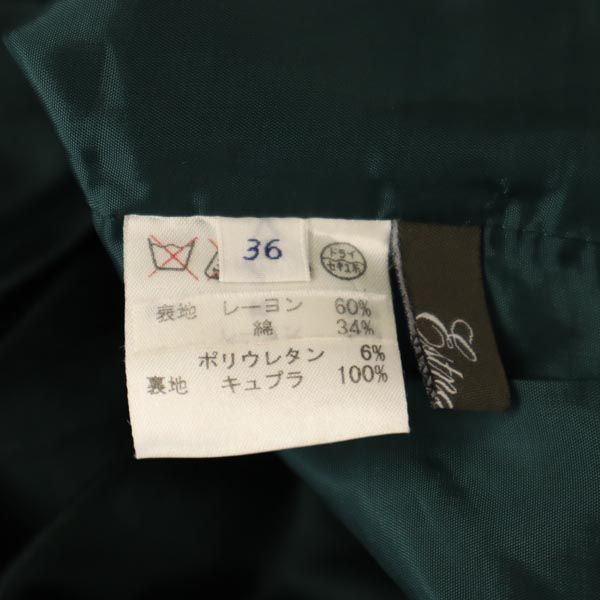 36
ドライ
セキユ系
表地 レーヨン 60%
綿 34%
ポリウレタン 6%
裏地 キュプラ 100%